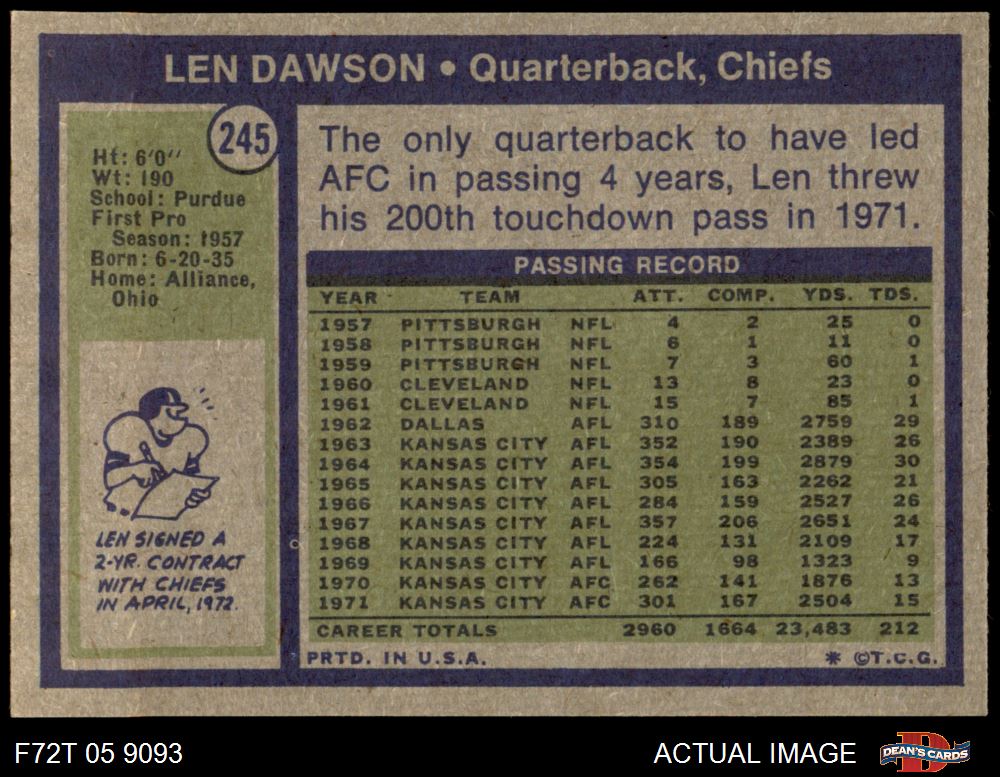 LEN DAWSON • Quarterback, Chiefs
245
Ht: 6'0"
Wt: 190
School: Purdue
First Pro
Season: 1957
Born: 6-20-35
Home: Alliance,
Ohio
LEN SIGNED A
2-YR. CONTRACT
WITH CHIEFS
IN APRIL, 1972.
The only quarterback to have led
AFC in passing 4 years, Len threw
his 200th touchdown pass in 1971.
PASSING RECORD
YEAR TEAM ATT. COMP. YDS. TDS.
1957 PITTSBURGH NFL 4 2 25 0
1958 PITTSBURGH NFL 6 1 11 0
1959 PITTSBURGH NFL 7 3 60 1
1960 CLEVELAND NFL 13 8 23 0
1961 CLEVELAND NFL 15 7 85 1
1962 DALLAS AFL 310 189 2759 29
1963 KANSAS CITY AFL 352 190 2389 26
1964 KANSAS CITY AFL 354 199 2879 30
1965 KANSAS CITY AFL 305 163 2262 21
1966 KANSAS CITY AFL 284 159 2527 26
1967 KANSAS CITY AFL 357 206 2651 24
1968 KANSAS CITY AFL 224 131 2109 17
1969 KANSAS CITY AFL 166 98 1323 9
1970 KANSAS CITY AFC 262 141 1876 13
1971 KANSAS CITY AFC 301 167 2504 15
CAREER TOTALS 2960 1664 23,483 212
PRTD. IN U.S.A. * ©T.C.G.
F72T 05 9093 ACTUAL IMAGE DEAN'S CARDS